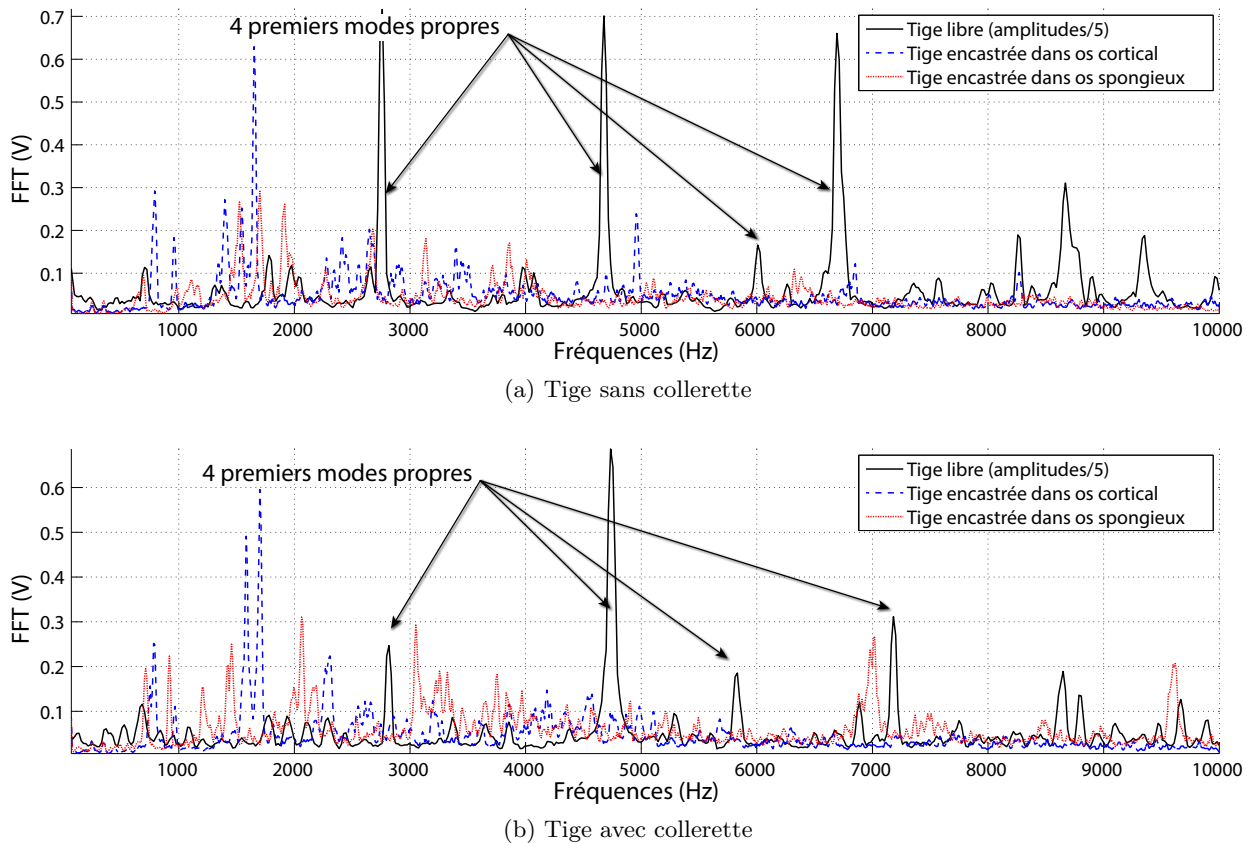 4 premiers modes propres
Tige libre (amplitudes/5)
Tige encastrée dans os cortical
Tige encastrée dans os spongieux
FFT (V)
0.7
0.6
0.5
0.4
0.3
0.2
0.1
1000 2000 3000 4000 5000 6000 7000 8000 9000 10000
Fréquences (Hz)
(a) Tige sans collerette
4 premiers modes propres
Tige libre (amplitudes/5)
Tige encastrée dans os cortical
Tige encastrée dans os spongieux
FFT (V)
0.6
0.5
0.4
0.3
0.2
0.1
1000 2000 3000 4000 5000 6000 7000 8000 9000 10000
Fréquences (Hz)
(b) Tige avec collerette